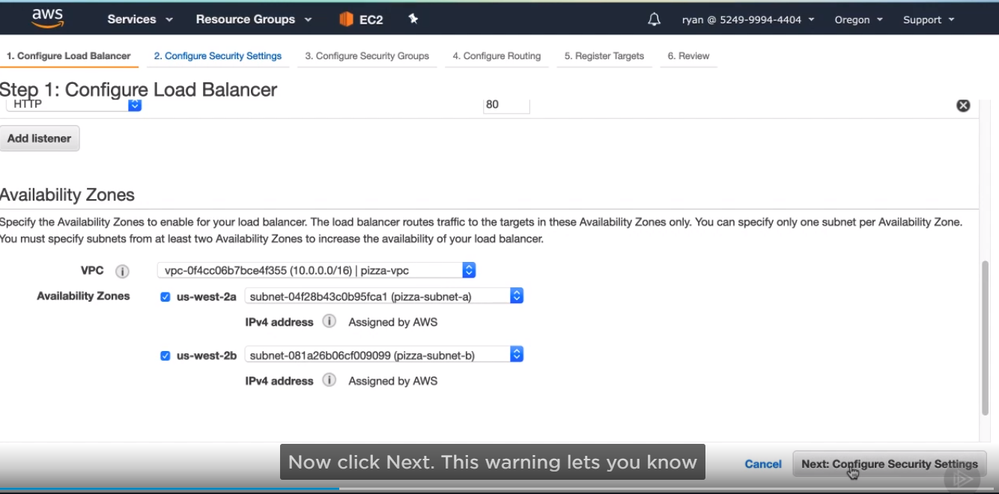 aws Services Resource Groups EC2 ryan @ 5249-9994-4404 Oregon Support
1. Configure Load Balancer 2. Configure Security Settings 3. Configure Security Groups 4. Configure Routing 5. Register Targets 6. Review
Step 1: Configure Load Balancer
HTTP 80
Add listener
Availability Zones
Specify the Availability Zones to enable for your load balancer. The load balancer routes traffic to the targets in these Availability Zones only. You can specify only one subnet per Availability Zone.
You must specify subnets from at least two Availability Zones to increase the availability of your load balancer.
VPC i vpc-0f4cc06b7bce4f355 (10.0.0.0/16) | pizza-vpc
Availability Zones us-west-2a subnet-04f28b43c0b95fca1 (pizza-subnet-a)
IPv4 address i Assigned by AWS
us-west-2b subnet-081a26b06cf009099 (pizza-subnet-b)
IPv4 address i Assigned by AWS
Now click Next. This warning lets you know
Cancel Next: Configure Security Settings